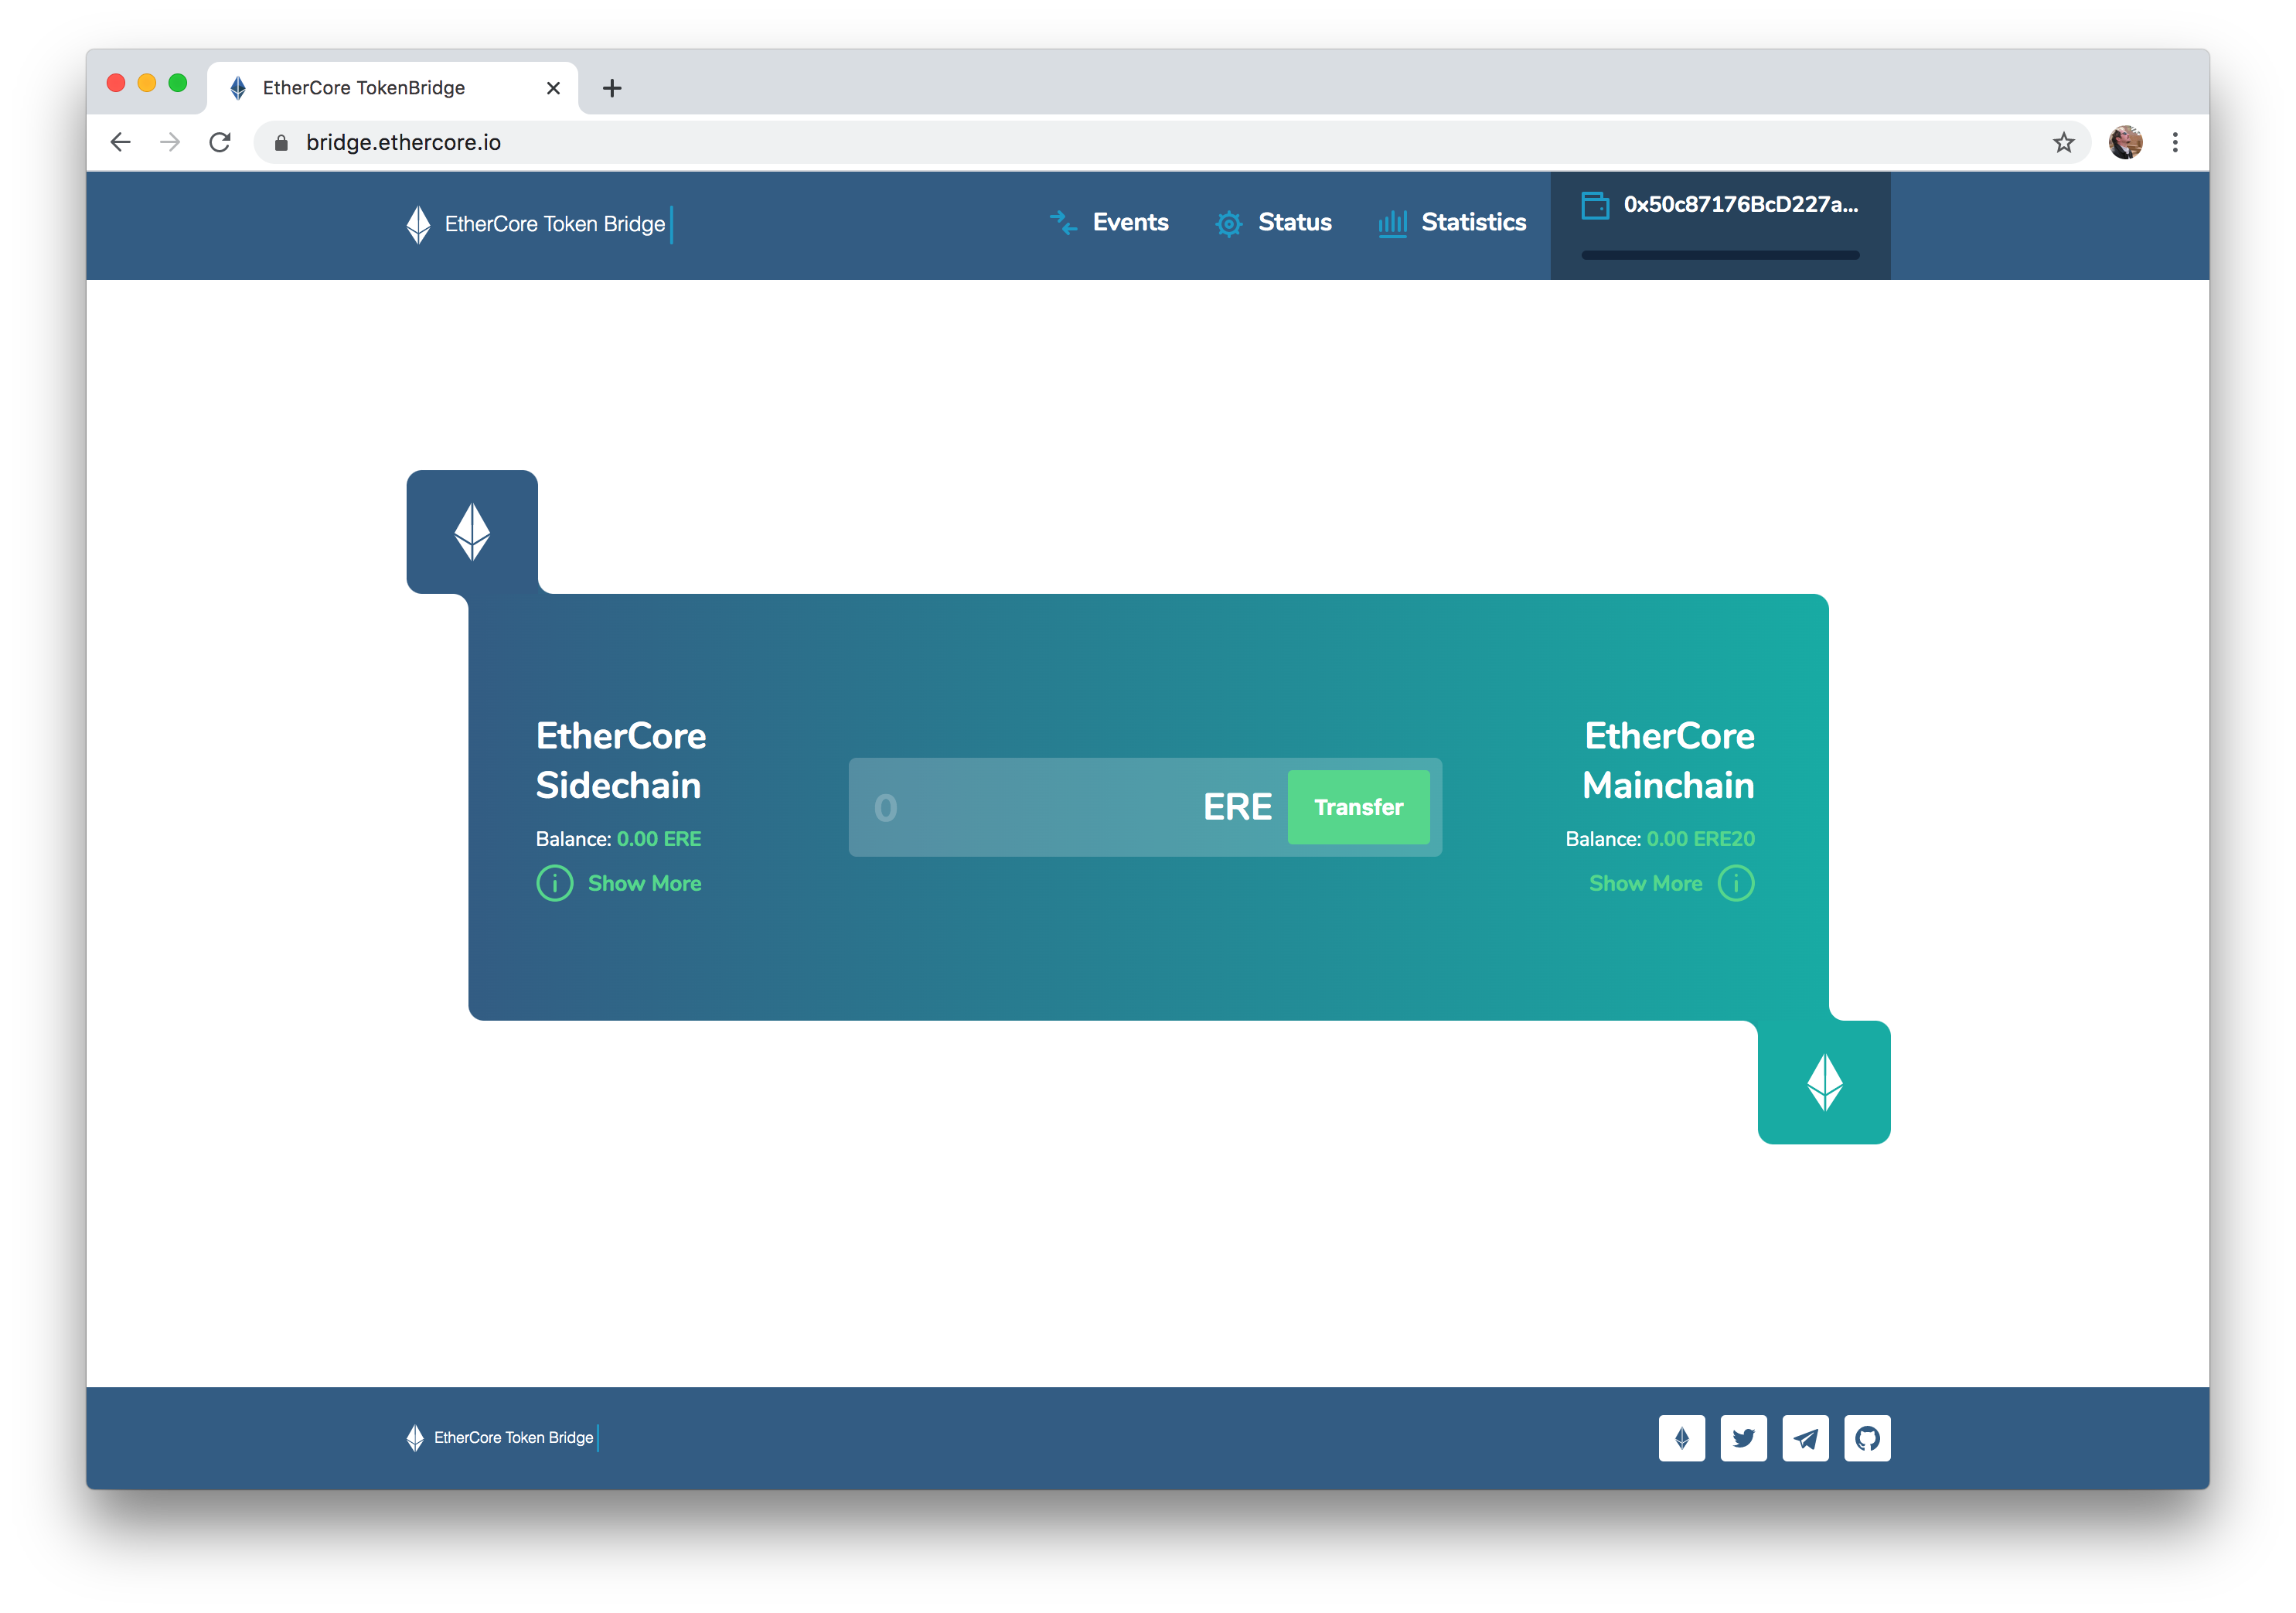 EtherCore TokenBridge
bridge.ethercore.io
EtherCore Token Bridge
Events
Status
Statistics
0x50c87176BcD227a...
EtherCore
Sidechain
Balance: 0.00 ERE
Show More
0
ERE
Transfer
EtherCore
Mainchain
Balance: 0.00 ERE20
Show More
EtherCore Token Bridge